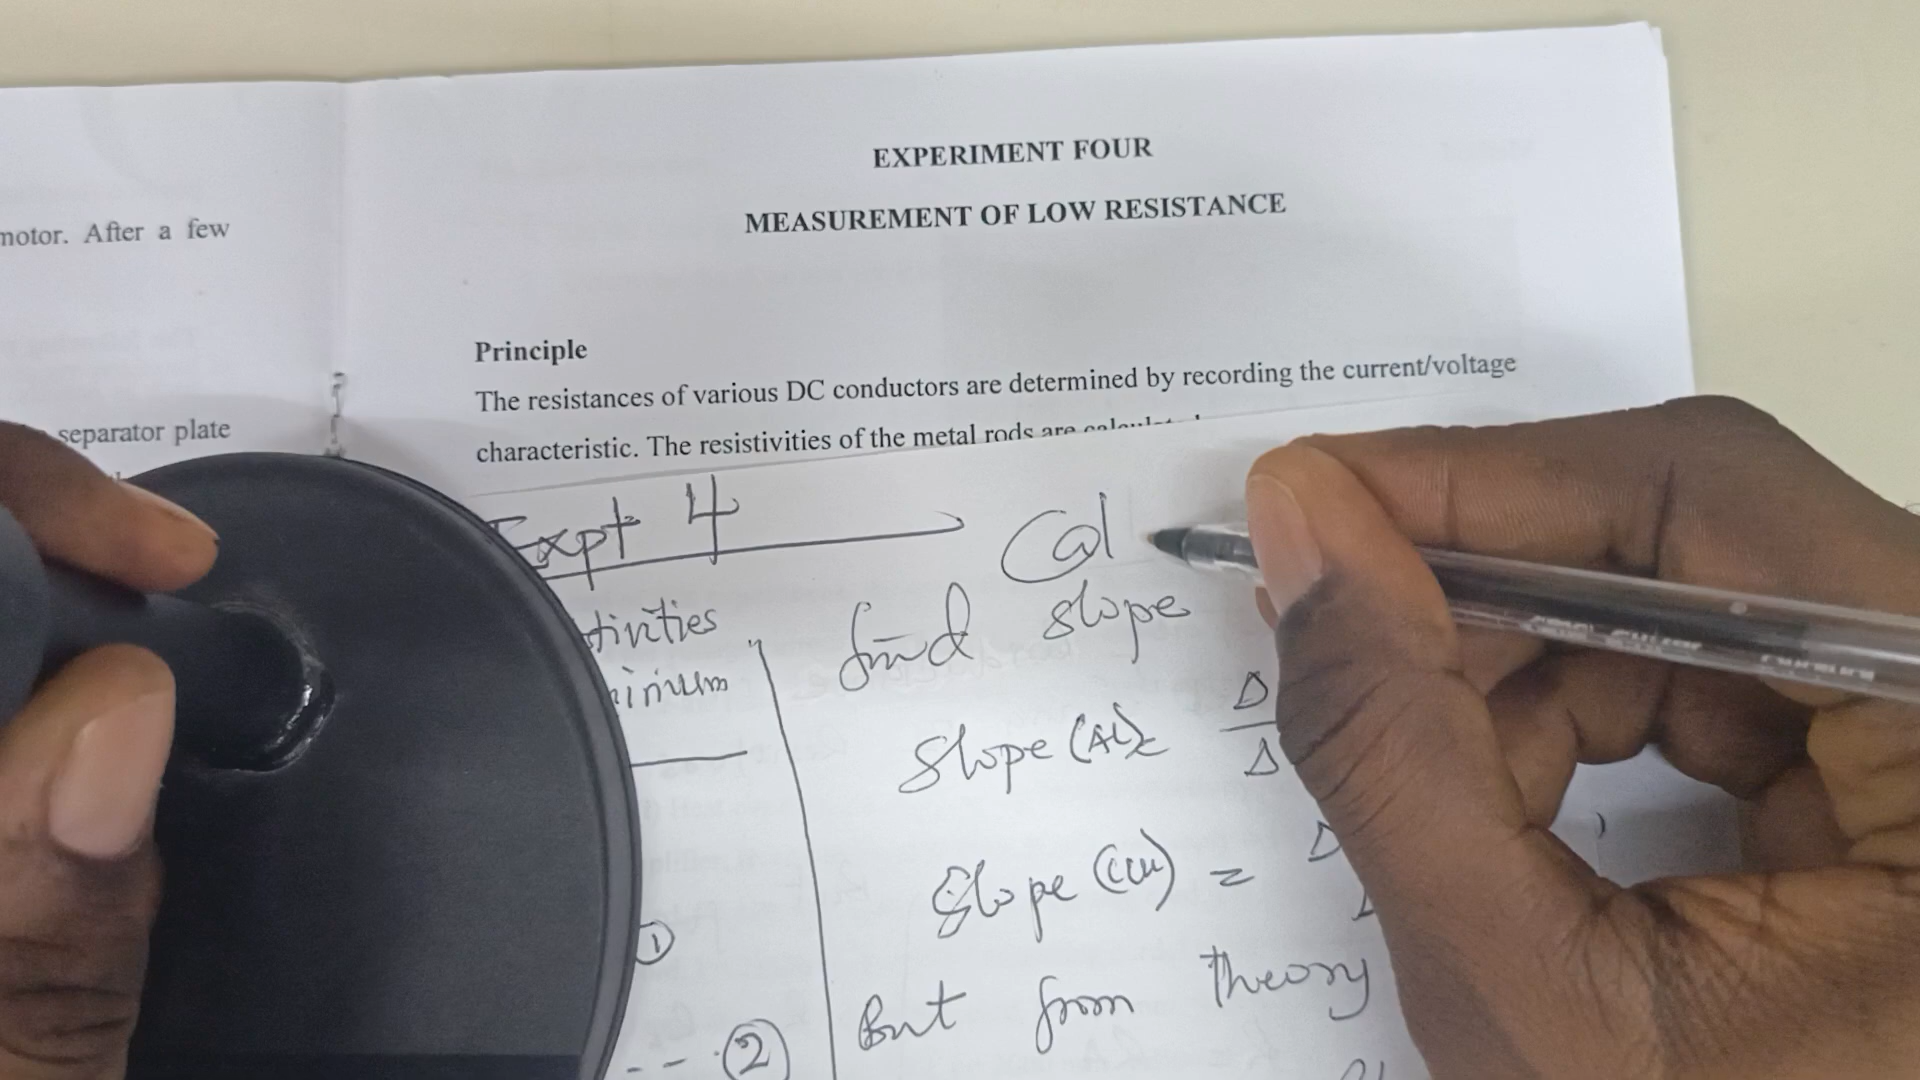 motor. After a few
separator plate
EXPERIMENT FOUR
MEASUREMENT OF LOW RESISTANCE
Principle
The resistances of various DC conductors are determined by recording the current/voltage
characteristic. The resistivities of the metal rods are
Expt 4
Cal
find slope
Slope (AL) = Δ
Δ
Slope (CU) = Δ
But from theory
①
-- ②